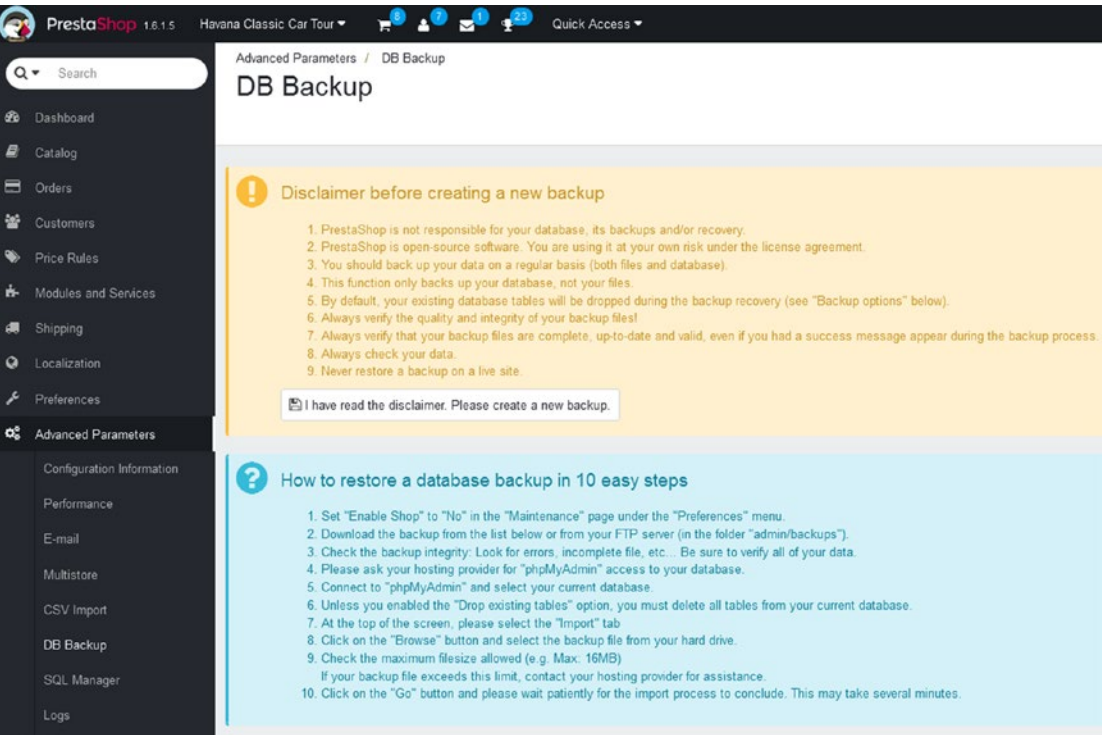 PrestaShop 1.6.1.5 Havana Classic Car Tour 8 7 1 23 Quick Access
Search
Dashboard
Catalog
Orders
Customers
Price Rules
Modules and Services
Shipping
Localization
Preferences
Advanced Parameters
Configuration Information
Performance
E-mail
Multistore
CSV Import
DB Backup
SQL Manager
Logs
Advanced Parameters / DB Backup
DB Backup
Disclaimer before creating a new backup
1. PrestaShop is not responsible for your database, its backups and/or recovery.
2. PrestaShop is open-source software. You are using it at your own risk under the license agreement.
3. You should back up your data on a regular basis (both files and database).
4. This function only backs up your database, not your files.
5. By default, your existing database tables will be dropped during the backup recovery (see "Backup options" below).
6. Always verify the quality and integrity of your backup files!
7. Always verify that your backup files are complete, up-to-date and valid, even if you had a success message appear during the backup process.
8. Always check your data.
9. Never restore a backup on a live site.
I have read the disclaimer. Please create a new backup.
How to restore a database backup in 10 easy steps
1. Set "Enable Shop" to "No" in the "Maintenance" page under the "Preferences" menu.
2. Download the backup from the list below or from your FTP server (in the folder "admin/backups").
3. Check the backup integrity: Look for errors, incomplete file, etc... Be sure to verify all of your data.
4. Please ask your hosting provider for "phpMyAdmin" access to your database.
5. Connect to "phpMyAdmin" and select your current database.
6. Unless you enabled the "Drop existing tables" option, you must delete all tables from your current database.
7. At the top of the screen, please select the "Import" tab
8. Click on the "Browse" button and select the backup file from your hard drive.
9. Check the maximum filesize allowed (e.g. Max: 16MB)
If your backup file exceeds this limit, contact your hosting provider for assistance.
10. Click on the "Go" button and please wait patiently for the import process to conclude. This may take several minutes.